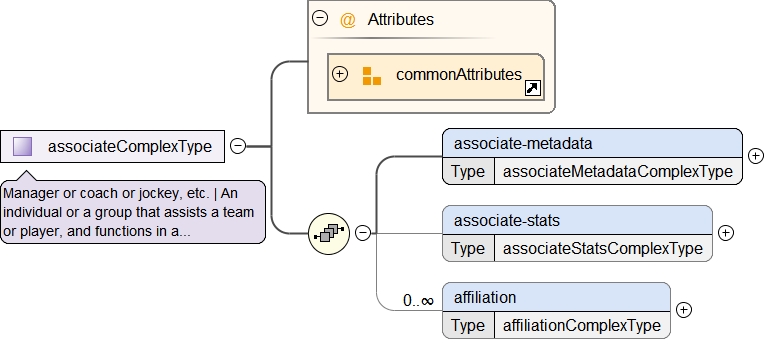 @ Attributes
commonAttributes
associateComplexType
Manager or coach or jockey, etc. | An
individual or a group that assists a team
or player, and functions in a...
associate-metadata
Type associateMetadataComplexType
associate-stats
Type associateStatsComplexType
0..∞
affiliation
Type affiliationComplexType